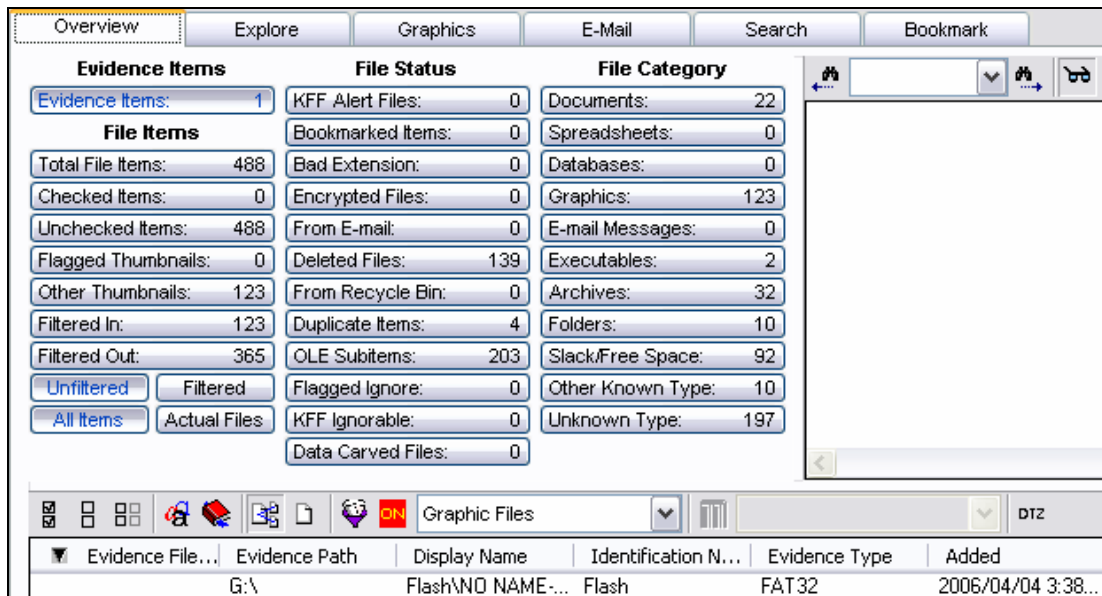 Overview Explore Graphics E-Mail Search Bookmark
Evidence Items File Status File Category
Evidence Items: 1 KFF Alert Files: 0 Documents: 22
File Items Bookmarked Items: 0 Spreadsheets: 0
Total File Items: 488 Bad Extension: 0 Databases: 0
Checked Items: 0 Encrypted Files: 0 Graphics: 123
Unchecked Items: 488 From E-mail: 0 E-mail Messages: 0
Flagged Thumbnails: 0 Deleted Files: 139 Executables: 2
Other Thumbnails: 123 From Recycle Bin: 0 Archives: 32
Filtered In: 123 Duplicate Items: 4 Folders: 10
Filtered Out: 365 OLE Subitems: 203 Slack/Free Space: 92
Unfiltered Filtered Flagged Ignore: 0 Other Known Type: 10
All Items Actual Files KFF Ignorable: 0 Unknown Type: 197
Data Carved Files: 0
ON Graphic Files DTZ
Evidence File... Evidence Path Display Name Identification N... Evidence Type Added
G:\ Flash\NO NAME-... Flash FAT32 2006/04/04 3:38...